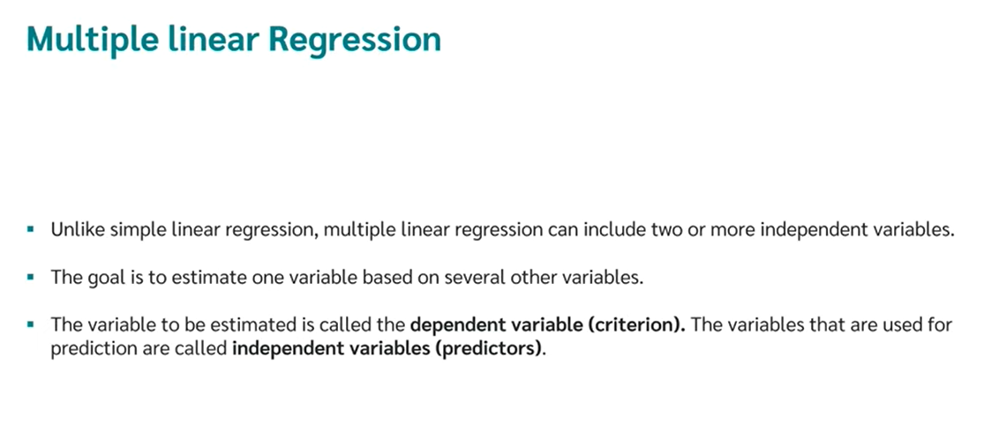 Multiple linear Regression
▪ Unlike simple linear regression, multiple linear regression can include two or more independent variables.
▪ The goal is to estimate one variable based on several other variables.
▪ The variable to be estimated is called the dependent variable (criterion). The variables that are used for
prediction are called independent variables (predictors).